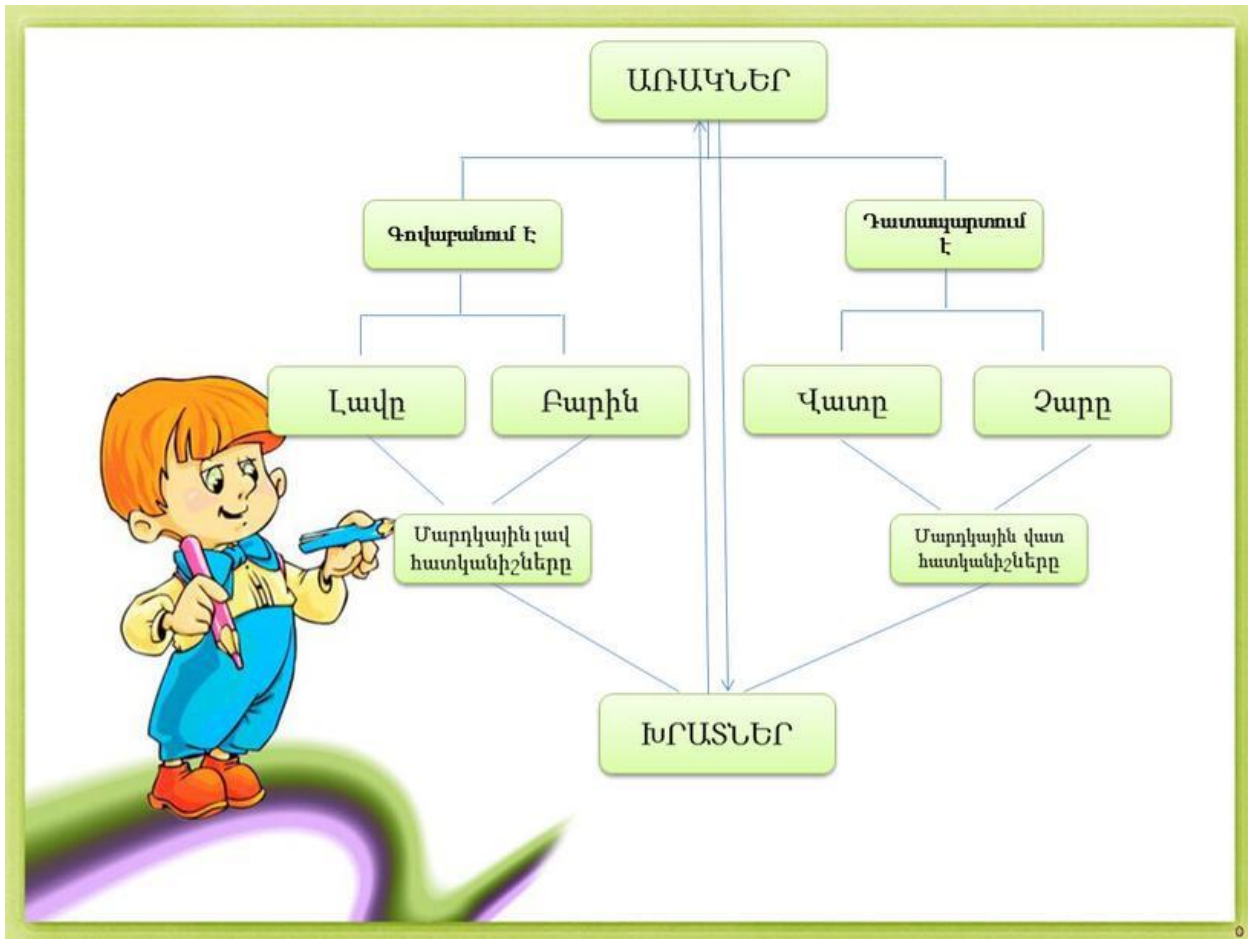 ԱՌԱԿՆԵՐ
Գովաբանում է
Դատապարտում
է
Լավը
Բարին
Վատը
Չարը
Մարդկային լավ
հատկանիշները
Մարդկային վատ
հատկանիշները
ԽՐԱՏՆԵՐ